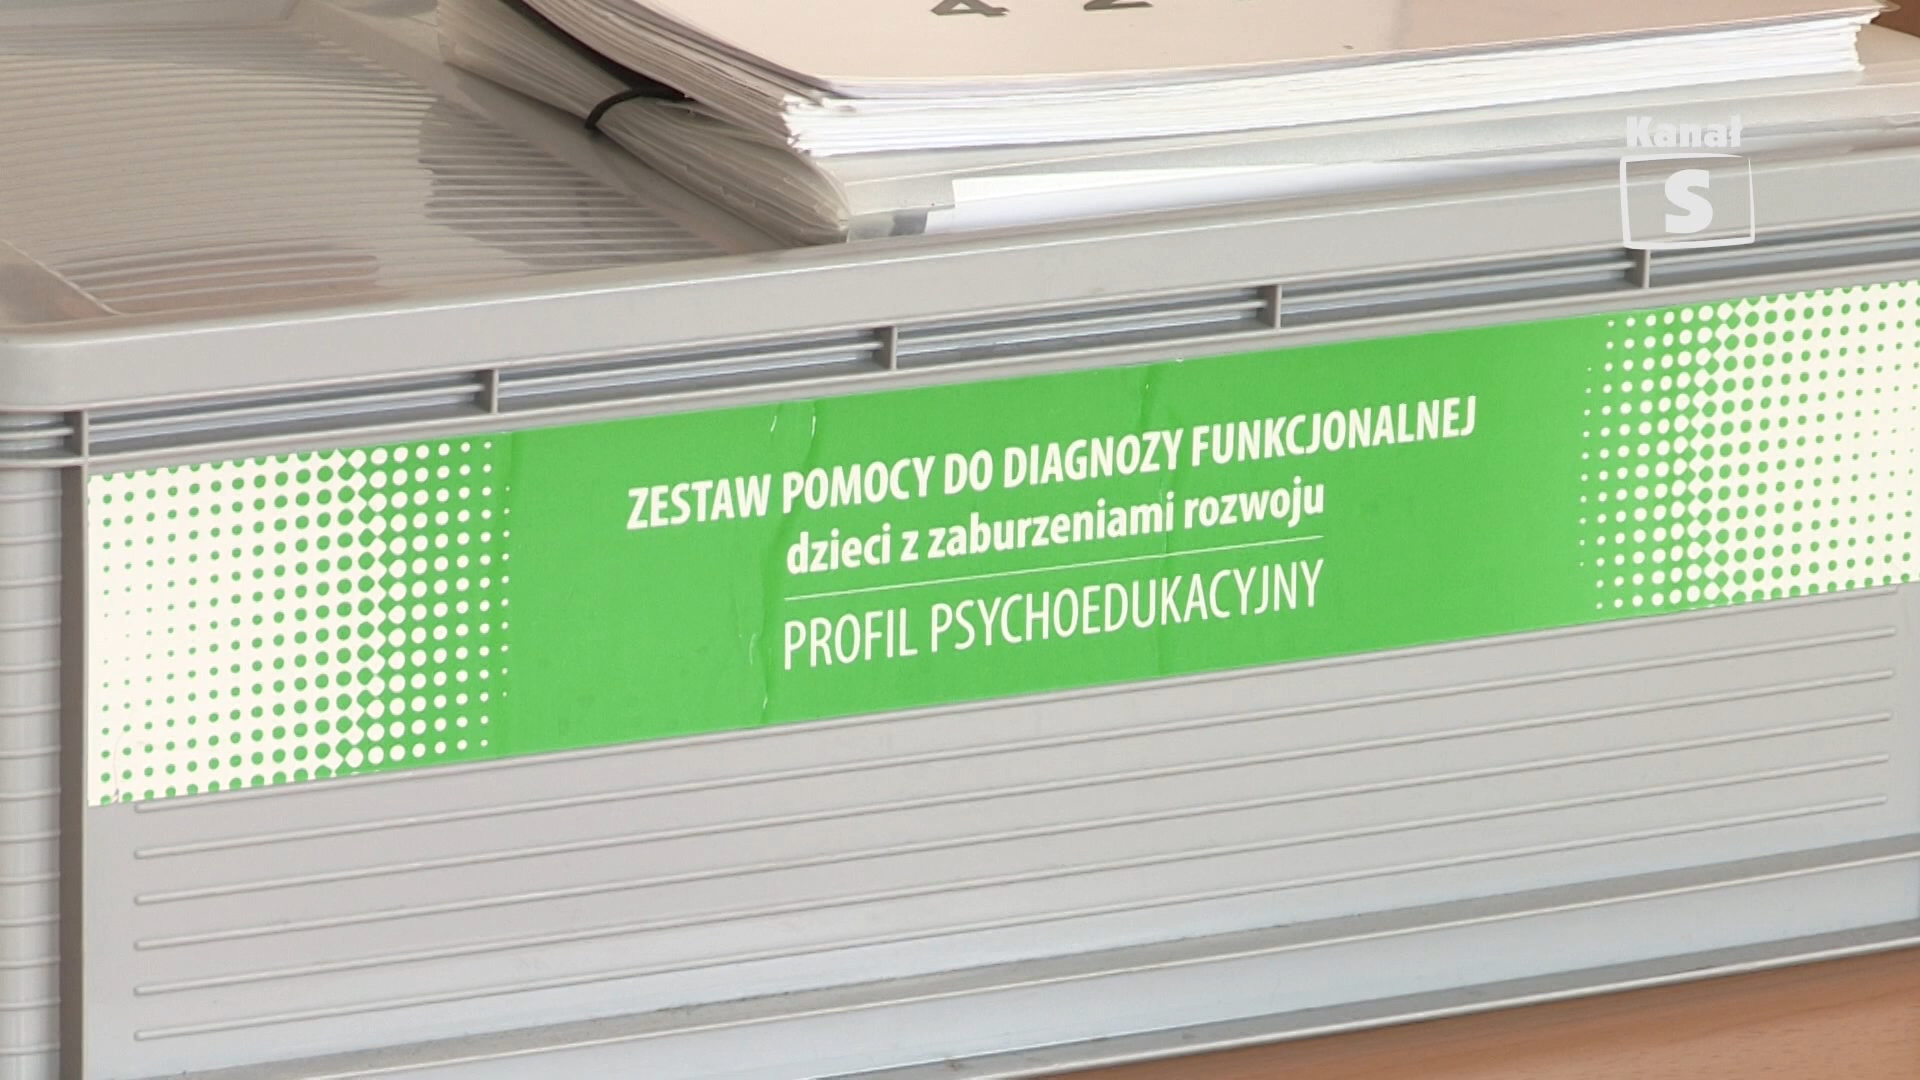 Kanał
S
ZESTAW POMOCY DO DIAGNOZY FUNKCJONALNEJ
dzieci z zaburzeniami rozwoju
PROFIL PSYCHOEDUKACYJNY